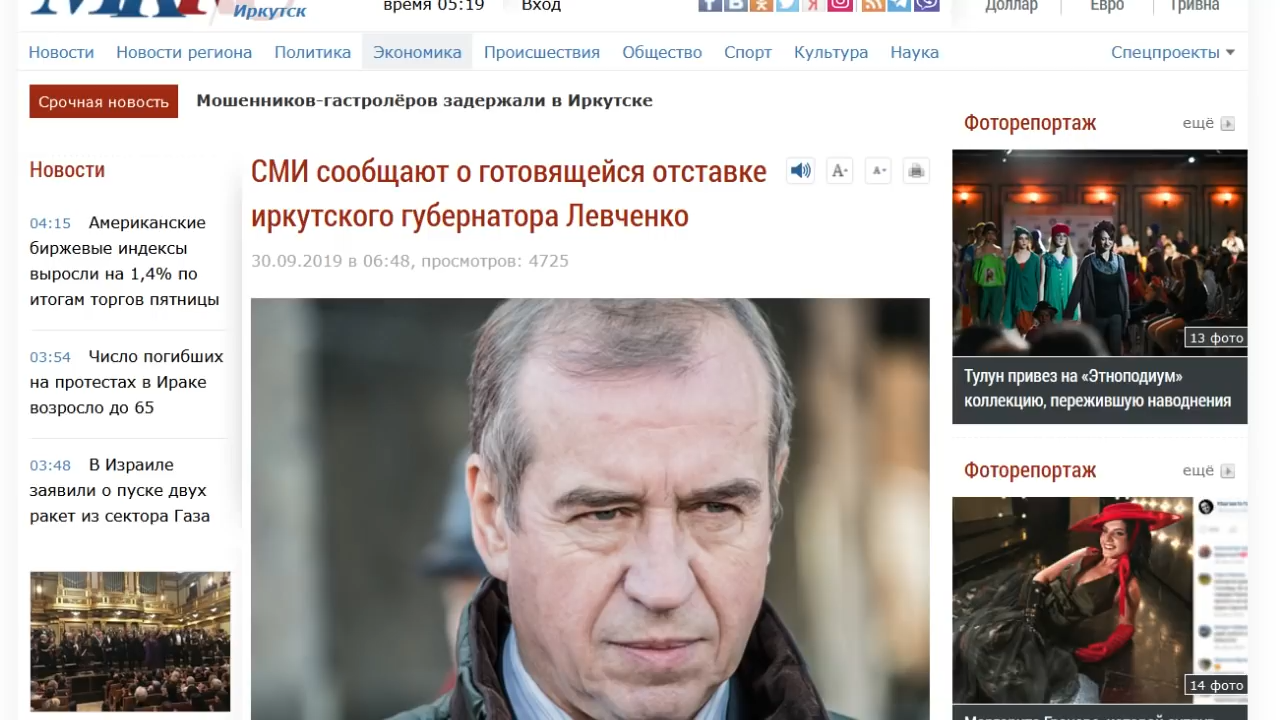 Иркутск
время 05:19
Вход
Доллар
Евро
Гривна
Новости
Новости региона
Политика
Экономика
Происшествия
Общество
Спорт
Культура
Наука
Спецпроекты
Срочная новость
Мошенников-гастролёров задержали в Иркутске
Новости
04:15 Американские
биржевые индексы
выросли на 1,4% по
итогам торгов пятницы
03:54 Число погибших
на протестах в Ираке
возросло до 65
03:48 В Израиле
заявили о пуске двух
ракет из сектора Газа
СМИ сообщают о готовящейся отставке
иркутского губернатора Левченко
30.09.2019 в 06:48, просмотров: 4725
Фоторепортаж
ещё
13 фото
Тулун привез на «Этноподиум»
коллекцию, пережившую наводнения
Фоторепортаж
ещё
14 фото